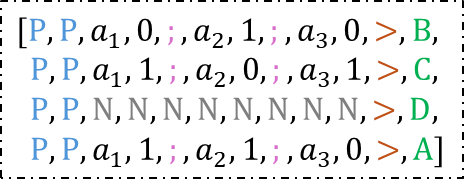 [P, P, a₁, 0, ;, a₂, 1, ;, a₃, 0, >, B,
P, P, a₁, 1, ;, a₂, 0, ;, a₃, 1, >, C,
P, P, N, N, N, N, N, N, N, N, >, D,
P, P, a₁, 1, ;, a₂, 1, ;, a₃, 0, >, A]